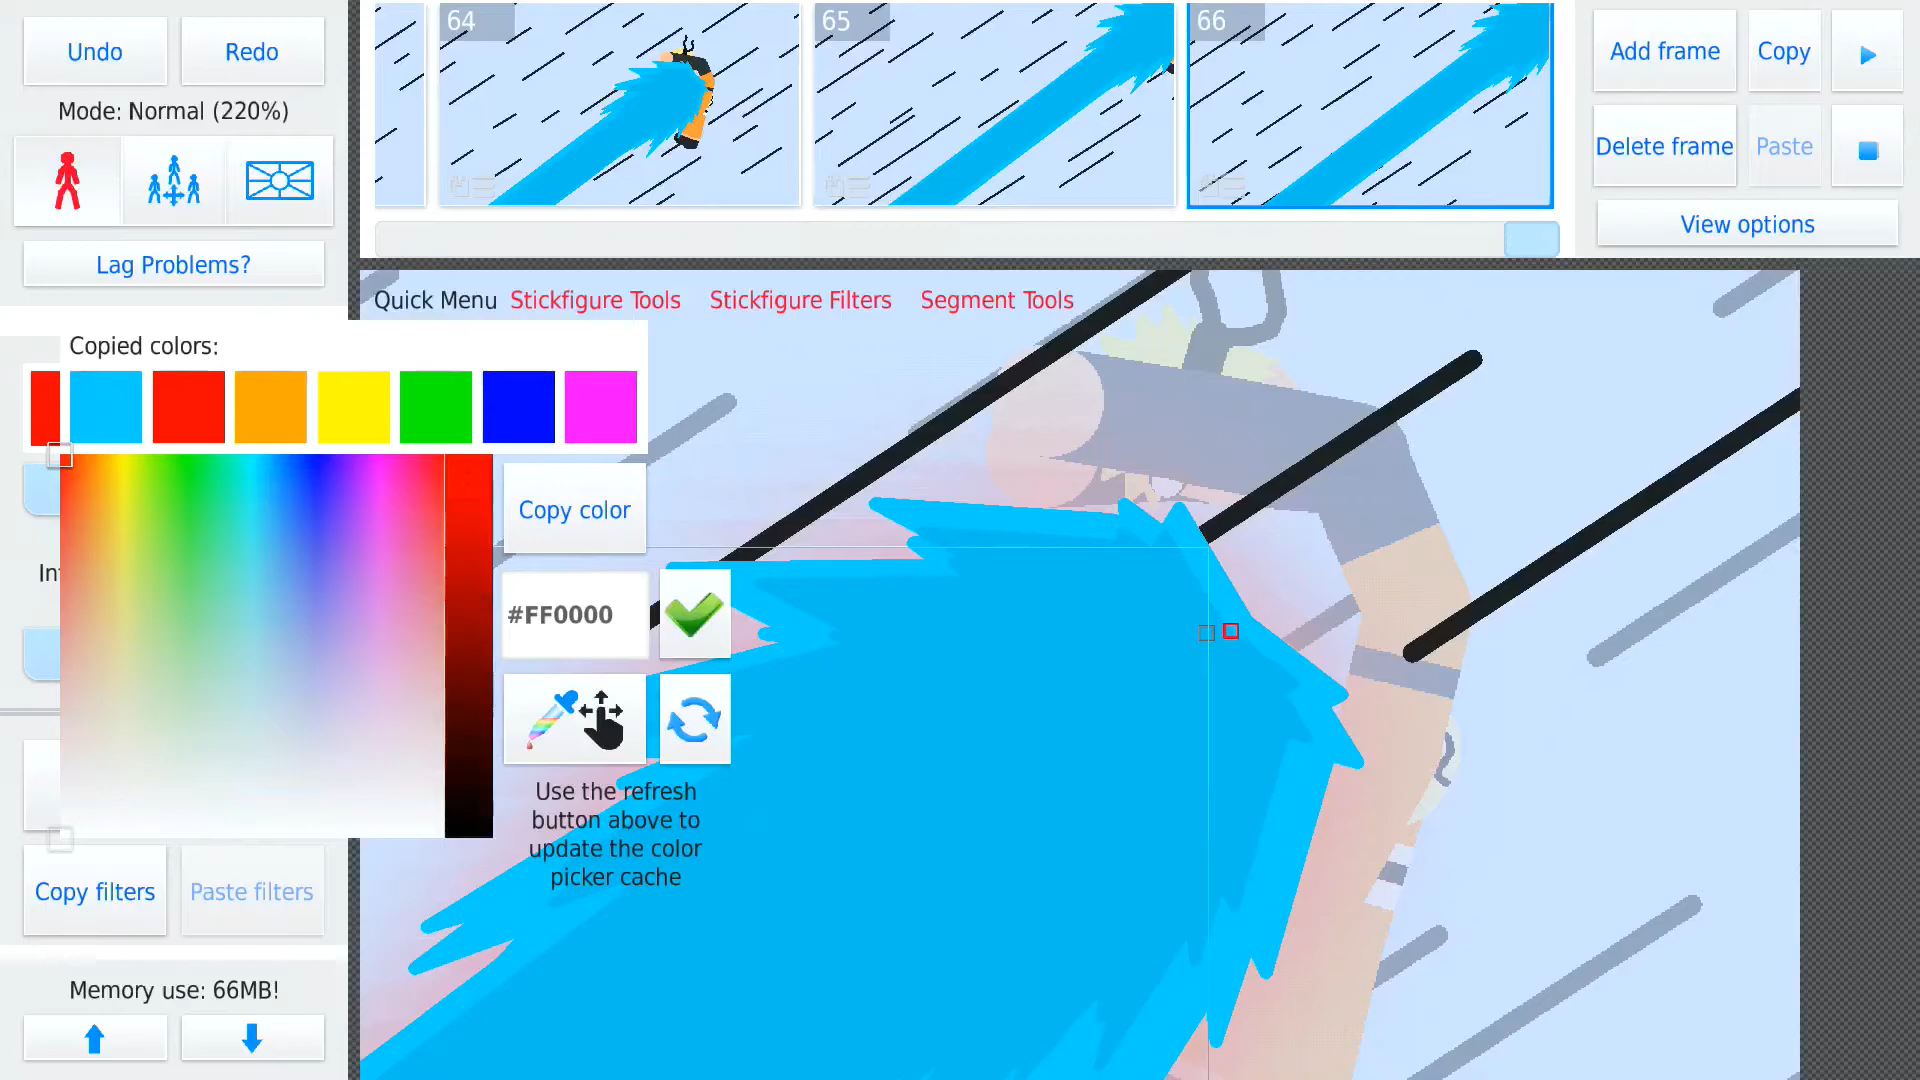 Undo
Redo
Mode: Normal (220%)
Lag Problems?
64
65
66
Add frame
Copy
Delete frame
Paste
View options
Quick Menu
Stickfigure Tools
Stickfigure Filters
Segment Tools
Copied colors:
Copy color
#FF0000
Use the refresh
button above to
update the color
picker cache
Copy filters
Paste filters
Memory use: 66MB!